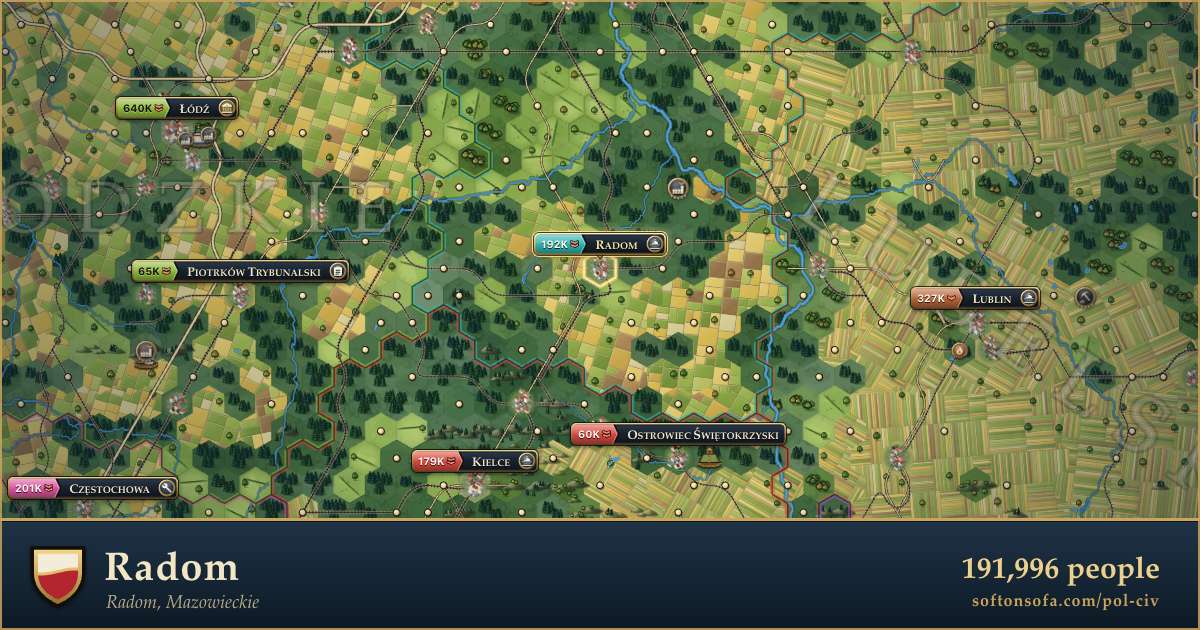 640K ŁÓDŹ
ODZKIE
192K RADOM
65K PIOTRKÓW TRYBUNALSKI
327K LUBLIN
60K OSTROWIEC ŚWIĘTOKRZYSKI
179K KIELCE
201K CZĘSTOCHOWA
Radom
191,996 people
Radom, Mazowieckie
softonsofa.com/pol-civ